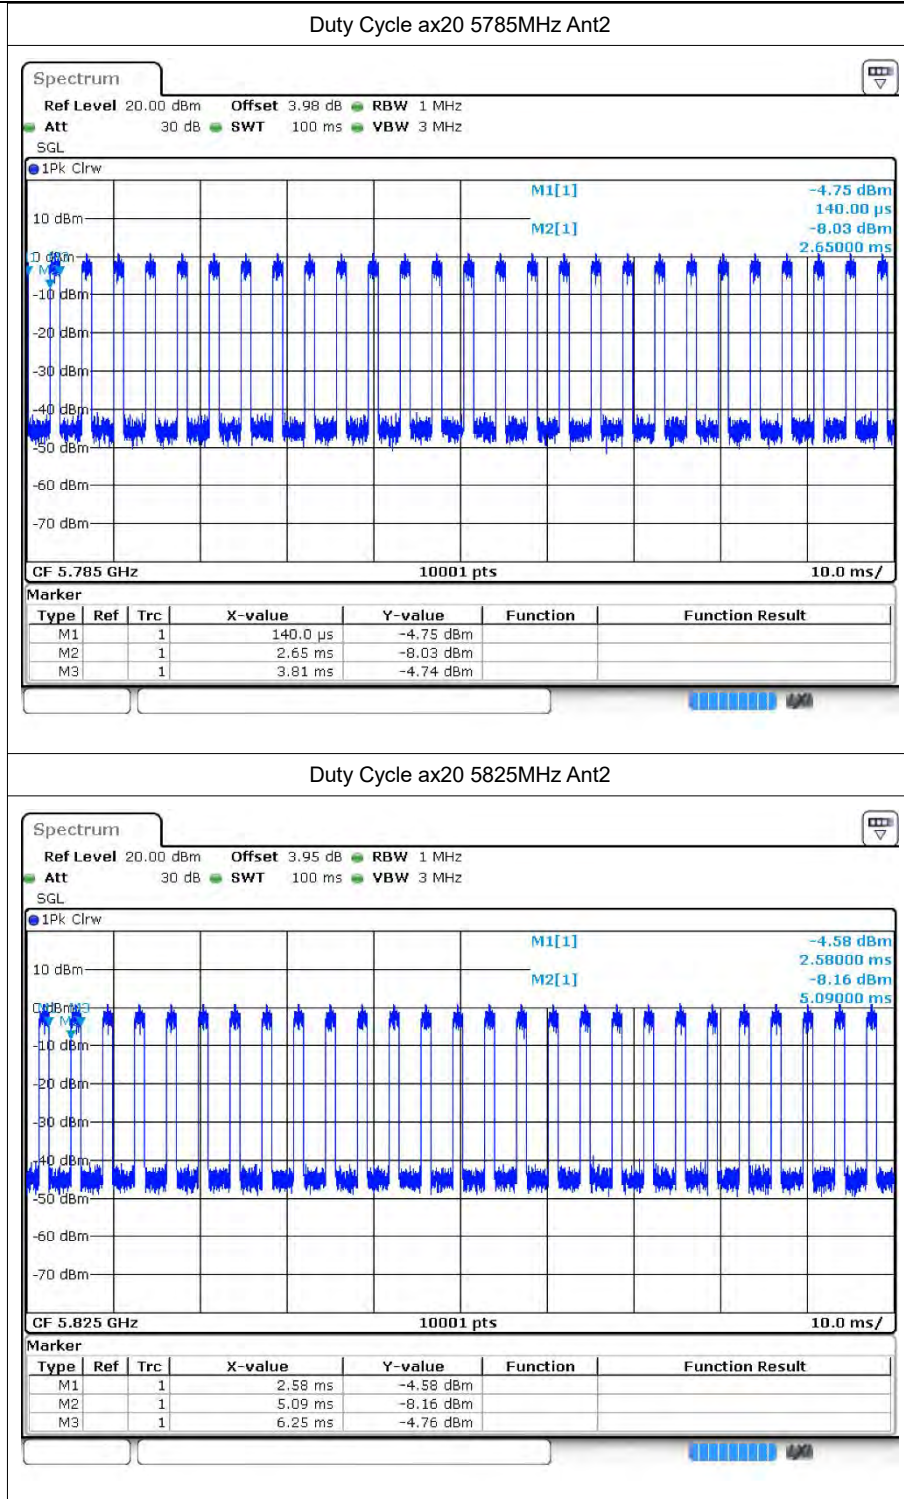 Duty Cycle ax20 5785MHz Ant2
Spectrum
Ref Level 20.00 dBm Offset 3.98 dB RBW 1 MHz
Att 30 dB SWT 100 ms VBW 3 MHz
SGL
1Pk Clrw
M1[1] -4.75 dBm
140.00 µs
10 dBm
M2[1] -8.03 dBm
2.65000 ms
0 dBm
-10 dBm
-20 dBm
-30 dBm
-40 dBm
-50 dBm
-60 dBm
-70 dBm
CF 5.785 GHz 10001 pts 10.0 ms/
Marker
Type Ref Trc X-value Y-value Function Function Result
M1 1 140.0 µs -4.75 dBm
M2 1 2.65 ms -8.03 dBm
M3 1 3.81 ms -4.74 dBm
Duty Cycle ax20 5825MHz Ant2
Spectrum
Ref Level 20.00 dBm Offset 3.95 dB RBW 1 MHz
Att 30 dB SWT 100 ms VBW 3 MHz
SGL
1Pk Clrw
M1[1] -4.58 dBm
2.58000 ms
10 dBm
M2[1] -8.16 dBm
5.09000 ms
0 dBm M3
-10 dBm
-20 dBm
-30 dBm
-40 dBm
-50 dBm
-60 dBm
-70 dBm
CF 5.825 GHz 10001 pts 10.0 ms/
Marker
Type Ref Trc X-value Y-value Function Function Result
M1 1 2.58 ms -4.58 dBm
M2 1 5.09 ms -8.16 dBm
M3 1 6.25 ms -4.76 dBm